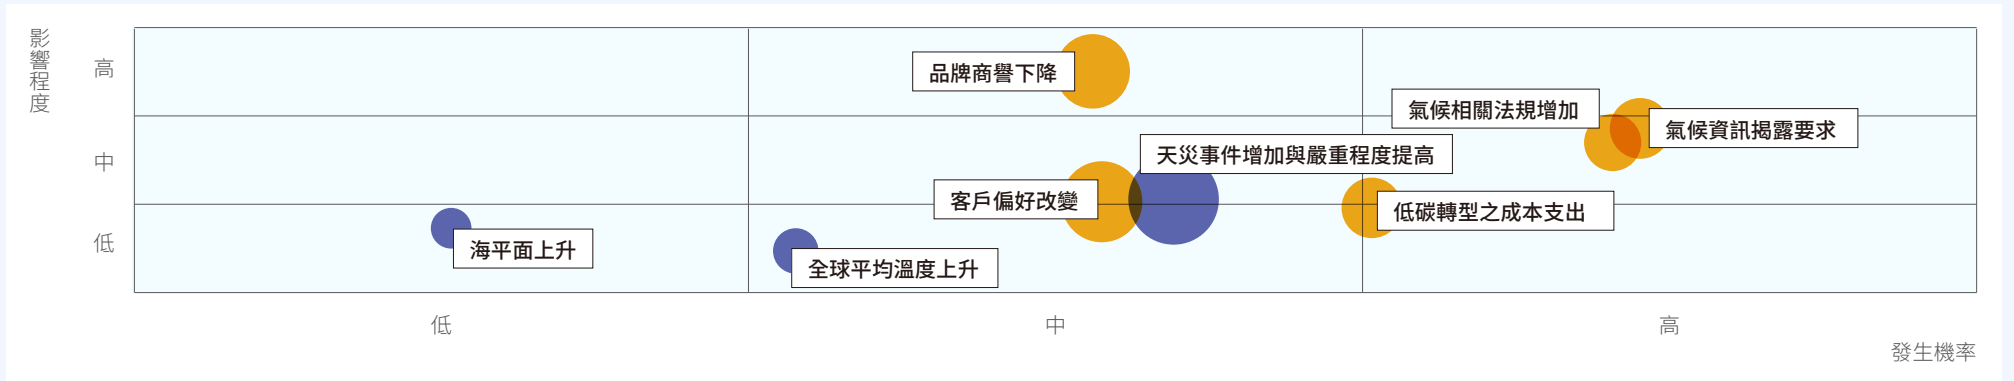 影響程度
高
品牌商譽下降
氣候相關法規增加
氣候資訊揭露要求
中
天災事件增加與嚴重程度提高
客戶偏好改變
低碳轉型之成本支出
低
海平面上升
全球平均溫度上升
低
中
高
發生機率